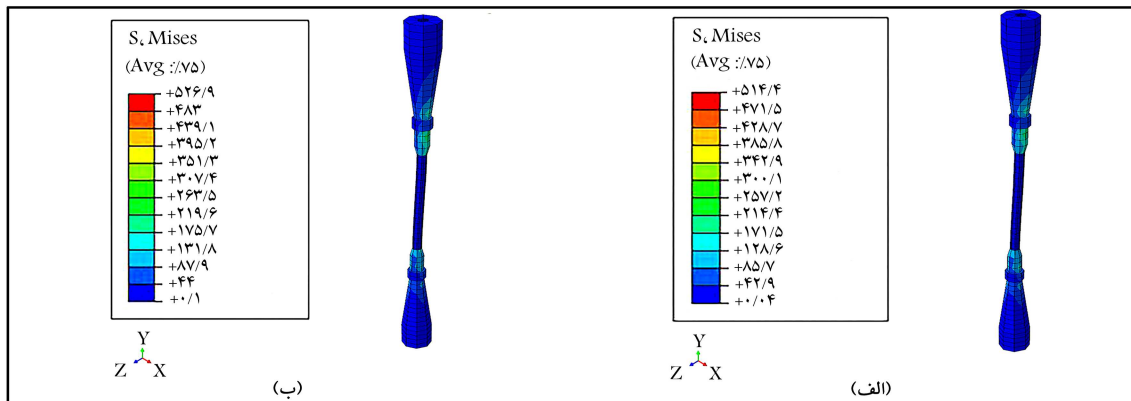 S، Mises
(Avg :٪۷۵)
+۵۲۶/۹
+۴۸۳
+۴۳۹/۱
+۳۹۵/۲
+۳۵۱/۳
+۳۰۷/۴
+۲۶۳/۵
+۲۱۹/۶
+۱۷۵/۷
+۱۳۱/۸
+۸۷/۹
+۴۴
+۰/۱
Y
Z X
(ب)
S، Mises
(Avg :٪۷۵)
+۵۱۴/۴
+۴۷۱/۵
+۴۲۸/۷
+۳۸۵/۸
+۳۴۲/۹
+۳۰۰/۱
+۲۵۷/۲
+۲۱۴/۴
+۱۷۱/۵
+۱۲۸/۶
+۸۵/۷
+۴۲/۹
+۰/۰۴
Y
Z X
(الف)